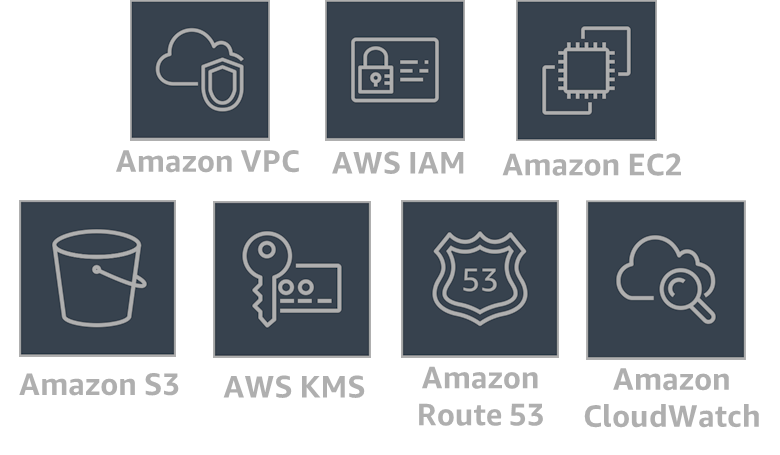 Amazon VPC
AWS IAM
Amazon EC2
53
Amazon S3
AWS KMS
Amazon
Route 53
Amazon
CloudWatch